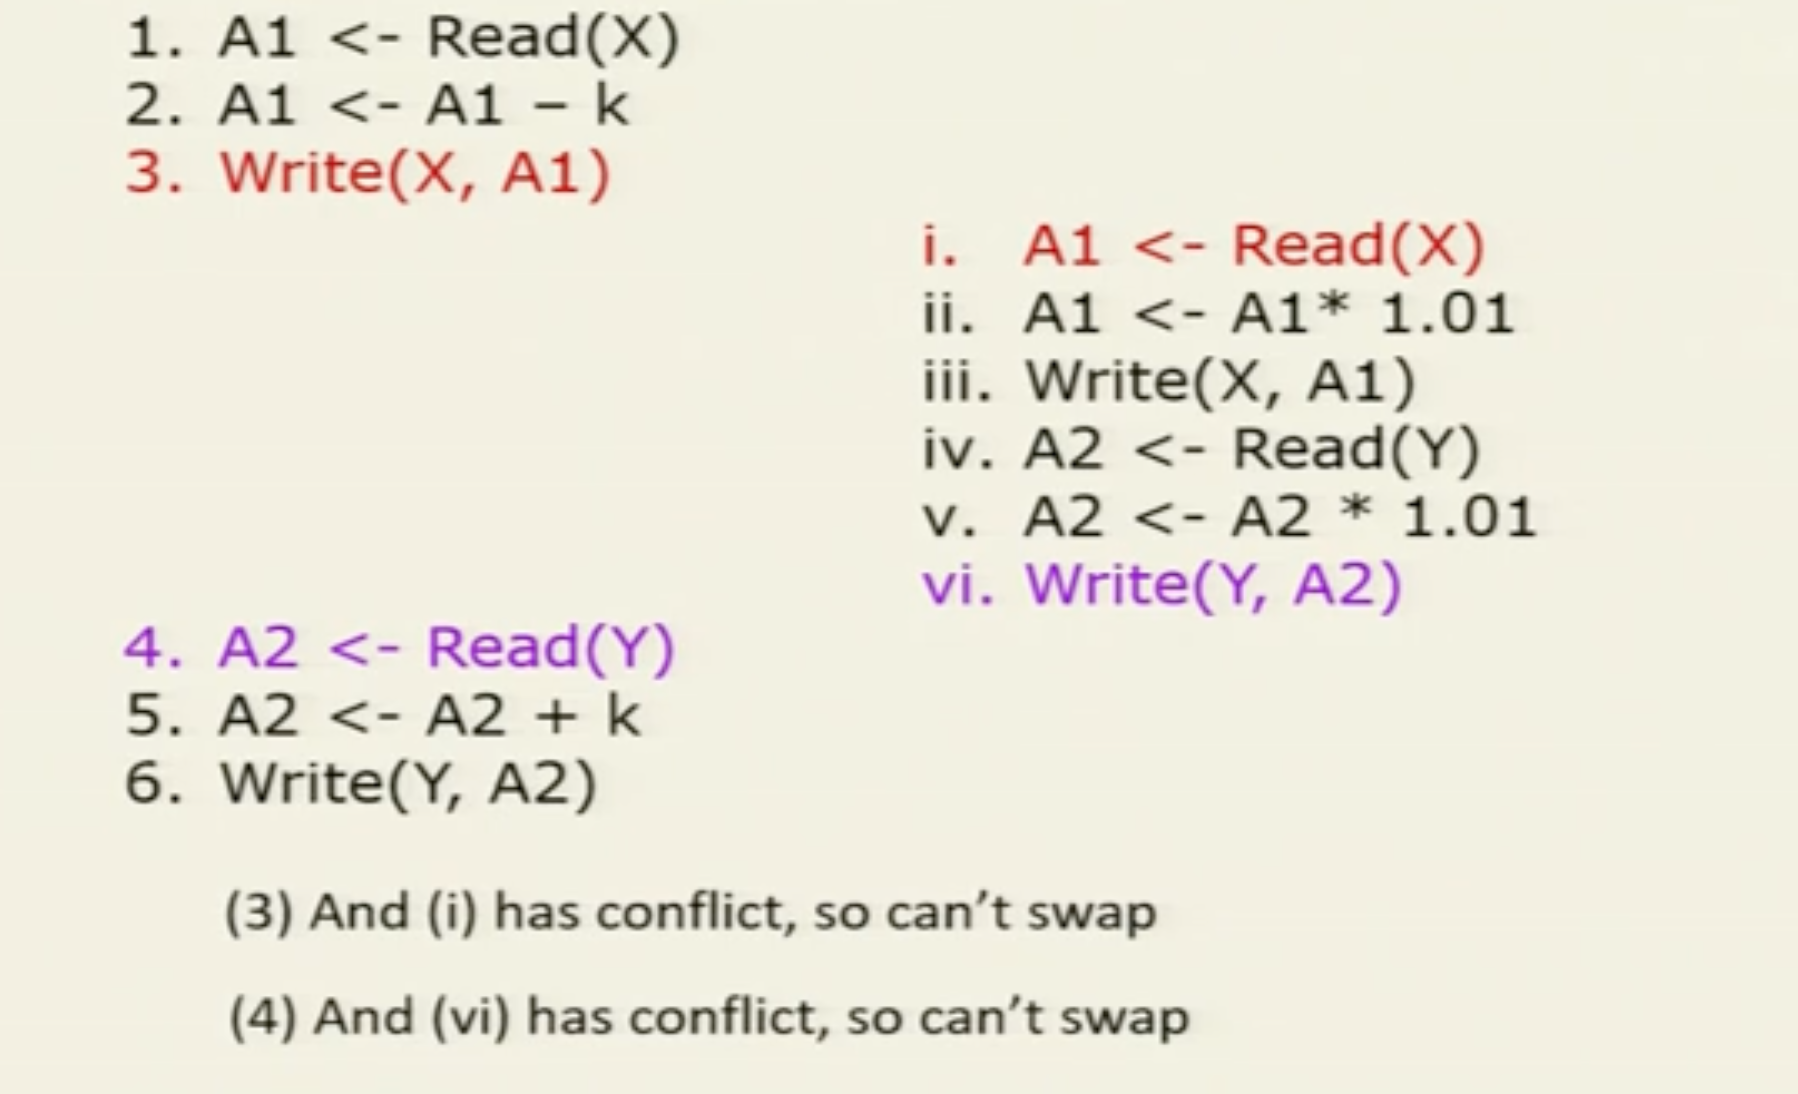 1. A1 <- Read(X)
2. A1 <- A1 – k
3. Write(X, A1)
i. A1 <- Read(X)
ii. A1 <- A1* 1.01
iii. Write(X, A1)
iv. A2 <- Read(Y)
v. A2 <- A2 * 1.01
vi. Write(Y, A2)
4. A2 <- Read(Y)
5. A2 <- A2 + k
6. Write(Y, A2)
(3) And (i) has conflict, so can’t swap
(4) And (vi) has conflict, so can’t swap